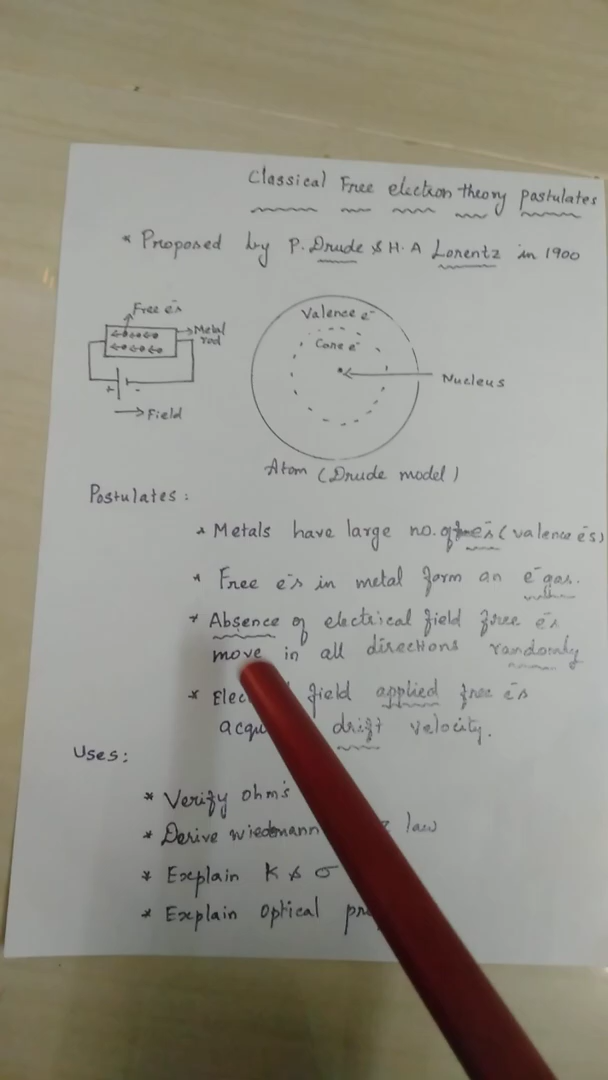 Classical Free electron theory postulates
* Proposed by P. Drude & H. A Lorentz in 1900
Free e⁻s
Metal rod
+ -
Field
Valence e⁻
Core e⁻
Nucleus
Atom (Drude model)
Postulates:
* Metals have large no. of e⁻s (valence e⁻s)
* Free e⁻s in metal form an e⁻ gas.
* Absence of electrical field free e⁻s
move in all directions randomly
* field applied free e⁻s
drift velocity.
Uses:
* Verify ohm's
* Derive wiedemann law
* Explain K & σ
* Explain optical